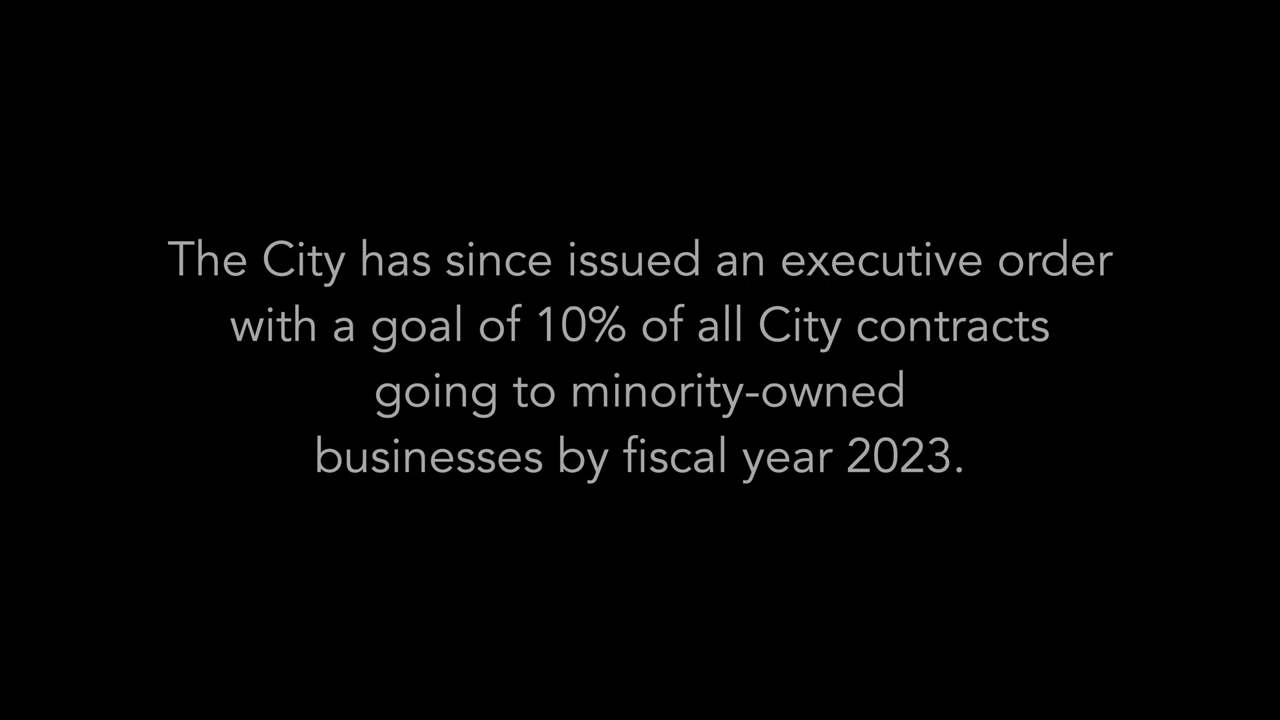 The City has since issued an executive order
with a goal of 10% of all City contracts
going to minority-owned
businesses by fiscal year 2023.